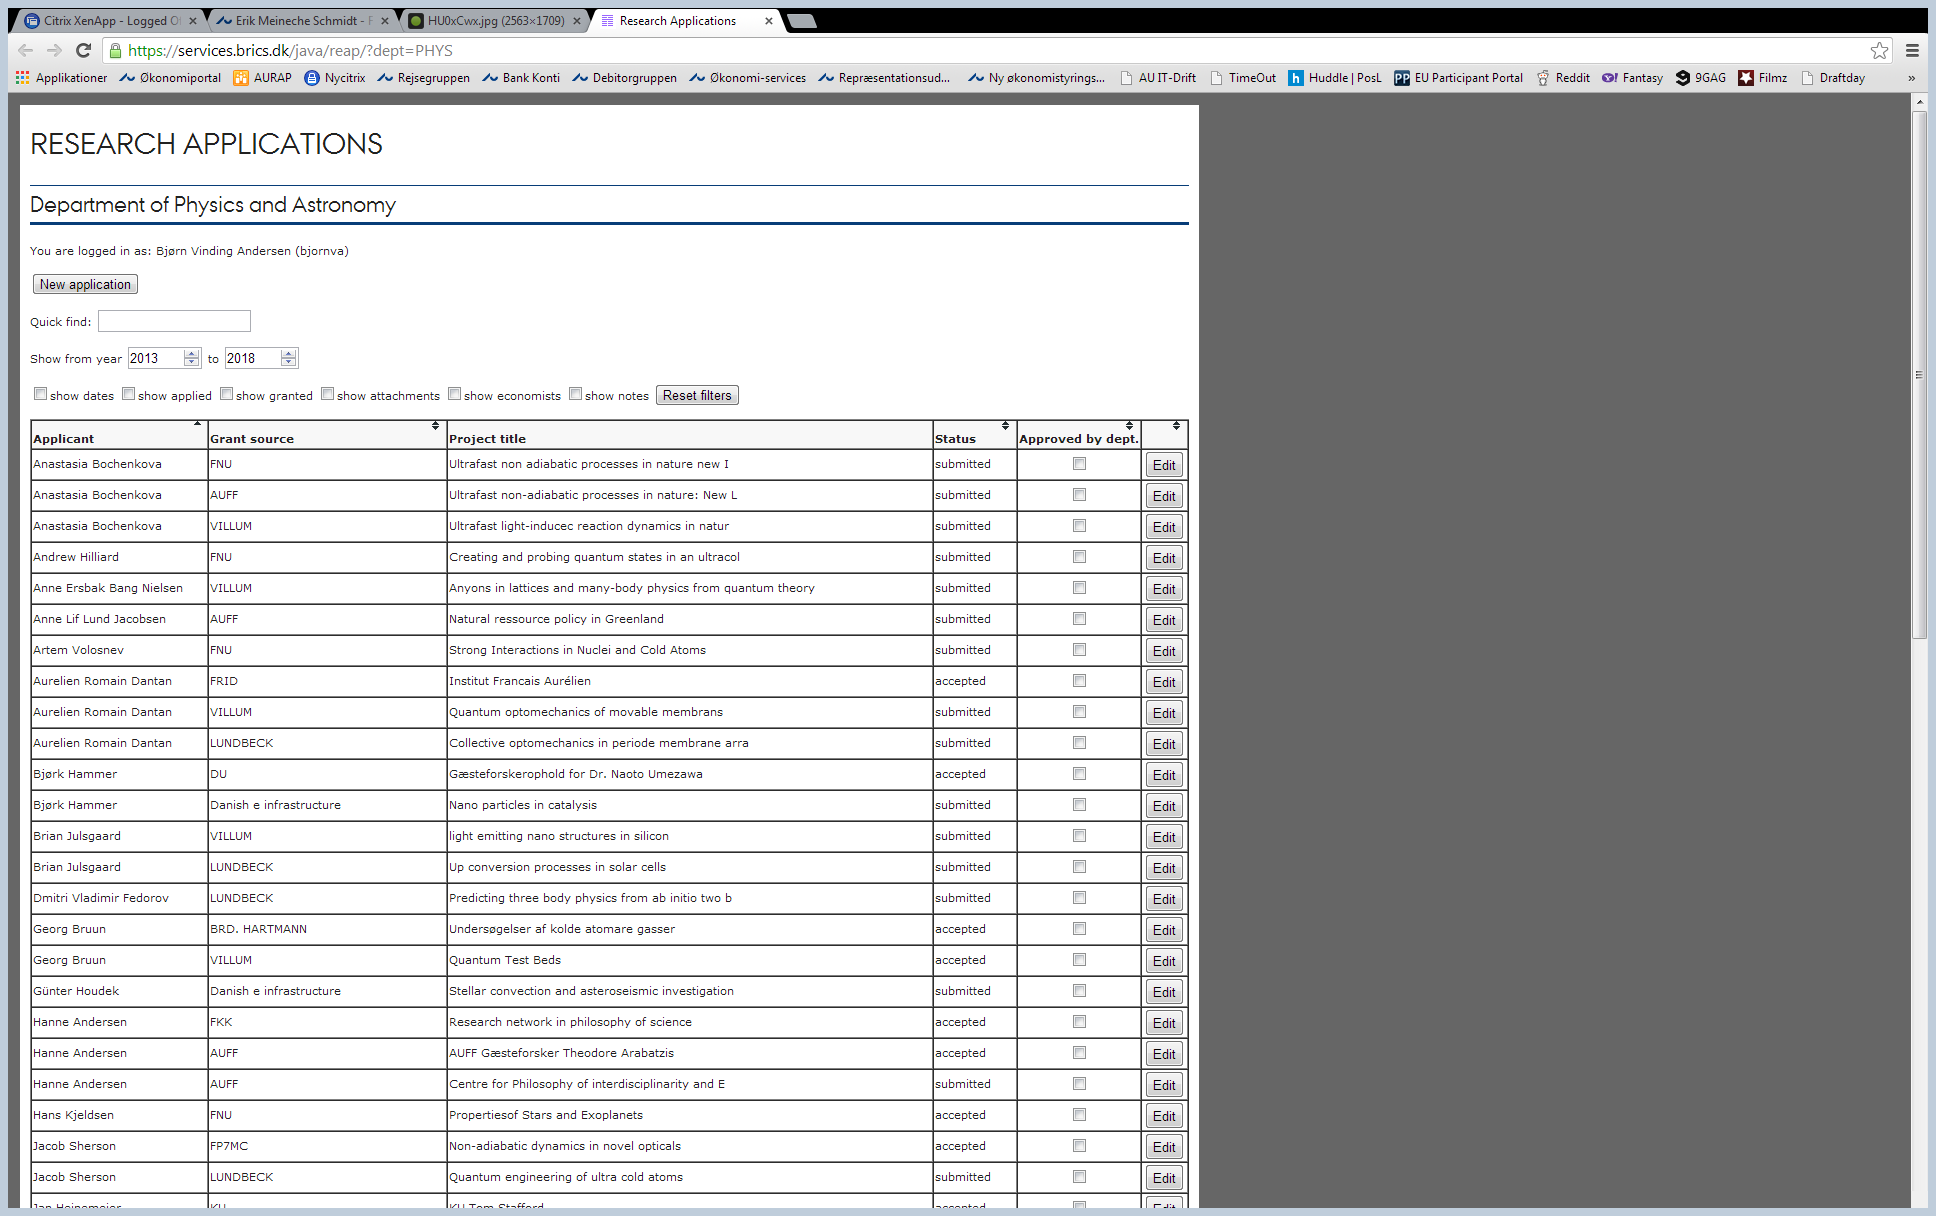 Citrix XenApp - Logged O
Erik Meineche Schmidt -
HU0xCwx.jpg (2563×1709)
Research Applications
https://services.brics.dk/java/reap/?dept=PHYS
Applikationer Økonomiportal AURAP Nycitrix Rejsegruppen Bank Konti Debitorgruppen Økonomi-services Repræsentationsud... Ny økonomistyrings... AU IT-Drift TimeOut Huddle | PosL EU Participant Portal Reddit Fantasy 9GAG Filmz Draftday »
RESEARCH APPLICATIONS
Department of Physics and Astronomy
You are logged in as: Bjørn Vinding Andersen (bjornva)
New application
Quick find:
Show from year 2013 to 2018
show dates show applied show granted show attachments show economists show notes Reset filters
Applicant Grant source Project title Status Approved by dept.
Anastasia Bochenkova FNU Ultrafast non adiabatic processes in nature new I submitted Edit
Anastasia Bochenkova AUFF Ultrafast non-adiabatic processes in nature: New L submitted Edit
Anastasia Bochenkova VILLUM Ultrafast light-inducec reaction dynamics in natur submitted Edit
Andrew Hilliard FNU Creating and probing quantum states in an ultracol submitted Edit
Anne Ersbak Bang Nielsen VILLUM Anyons in lattices and many-body physics from quantum theory submitted Edit
Anne Lif Lund Jacobsen AUFF Natural ressource policy in Greenland submitted Edit
Artem Volosnev FNU Strong Interactions in Nuclei and Cold Atoms submitted Edit
Aurelien Romain Dantan FRID Institut Francais Aurélien accepted Edit
Aurelien Romain Dantan VILLUM Quantum optomechanics of movable membrans submitted Edit
Aurelien Romain Dantan LUNDBECK Collective optomechanics in periode membrane arra submitted Edit
Bjørk Hammer DU Gæsteforskerophold for Dr. Naoto Umezawa accepted Edit
Bjørk Hammer Danish e infrastructure Nano particles in catalysis submitted Edit
Brian Julsgaard VILLUM light emitting nano structures in silicon submitted Edit
Brian Julsgaard LUNDBECK Up conversion processes in solar cells submitted Edit
Dmitri Vladimir Fedorov LUNDBECK Predicting three body physics from ab initio two b submitted Edit
Georg Bruun BRD. HARTMANN Undersøgelser af kolde atomare gasser accepted Edit
Georg Bruun VILLUM Quantum Test Beds accepted Edit
Günter Houdek Danish e infrastructure Stellar convection and asteroseismic investigation submitted Edit
Hanne Andersen FKK Research network in philosophy of science accepted Edit
Hanne Andersen AUFF AUFF Gæsteforsker Theodore Arabatzis accepted Edit
Hanne Andersen AUFF Centre for Philosophy of interdisciplinarity and E submitted Edit
Hans Kjeldsen FNU Propertiesof Stars and Exoplanets accepted Edit
Jacob Sherson FP7MC Non-adiabatic dynamics in novel opticals accepted Edit
Jacob Sherson LUNDBECK Quantum engineering of ultra cold atoms submitted Edit
Jan Heinemeier KU KU Tom Stafford accepted Edit